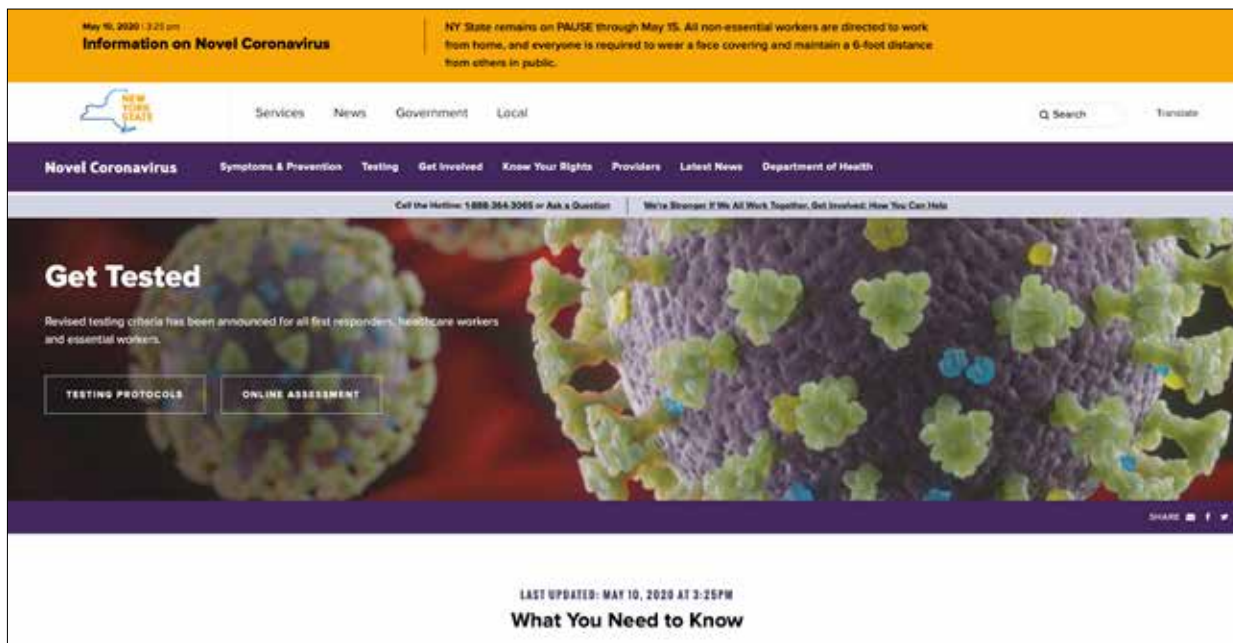 May 10, 2020 | 3:25 pm
Information on Novel Coronavirus
NY State remains on PAUSE through May 15. All non-essential workers are directed to work
from home, and everyone is required to wear a face covering and maintain a 6-foot distance
from others in public.
NEW
YORK
STATE
Services News Government Local
Search Translate
Novel Coronavirus Symptoms & Prevention Testing Get Involved Know Your Rights Providers Latest News Department of Health
Call the Hotline: 1-888-364-3065 or Ask a Question | We're Stronger If We All Work Together. Get Involved: How You Can Help
Get Tested
Revised testing criteria has been announced for all first responders, healthcare workers
and essential workers.
TESTING PROTOCOLS ONLINE ASSESSMENT
SHARE
LAST UPDATED: MAY 10, 2020 AT 3:25PM
What You Need to Know